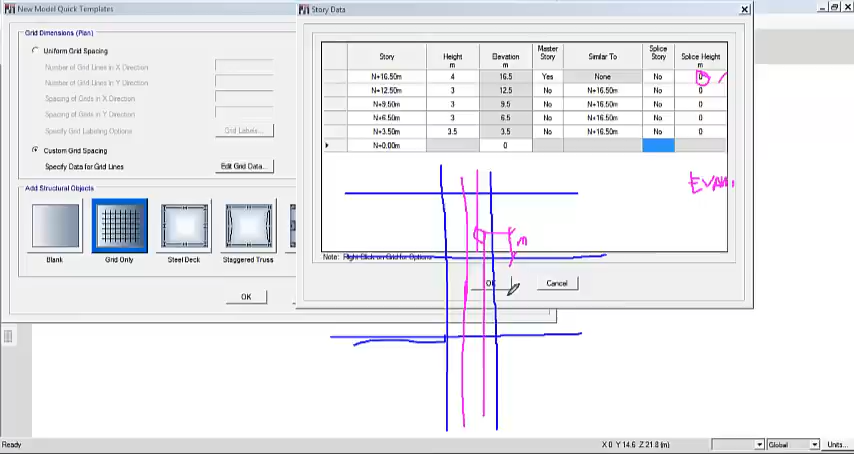 New Model Quick Templates
Grid Dimensions (Plan)
Uniform Grid Spacing
Number of Grid Lines in X Direction
Number of Grid Lines in Y Direction
Spacing of Grids in X Direction
Spacing of Grids in Y Direction
Specify Grid Labeling Options
Grid Labels...
Custom Grid Spacing
Specify Data for Grid Lines
Edit Grid Data...
Add Structural Objects
Blank
Grid Only
Steel Deck
Staggered Truss
OK
Story Data
Story Height m Elevation m Master Story Similar To Splice Story Splice Height m
N+16.50m 4 16.5 Yes None No 0
N+12.50m 3 12.5 No N+16.50m No 0
N+9.50m 3 9.5 No N+16.50m No 0
N+6.50m 3 6.5 No N+16.50m No 0
N+3.50m 3.5 3.5 No N+16.50m No 0
N+0.00m 0
m
Note: Right Click on Grid for Options
OK
Cancel
Ready
X 0 Y 14.6 Z 21.8 (m)
Global
Units...